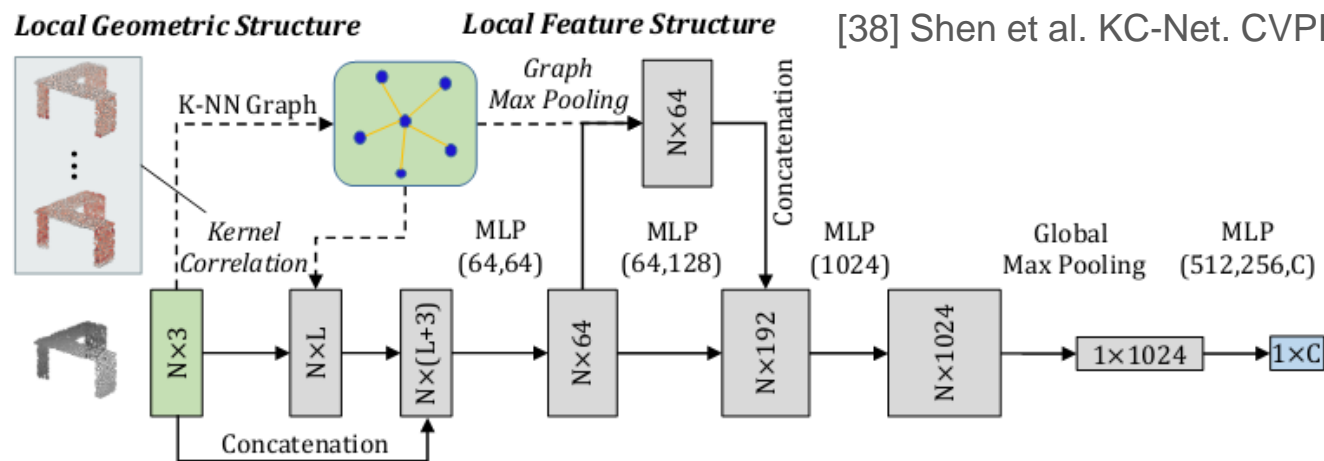 Local Geometric Structure
Local Feature Structure
[38] Shen et al. KC-Net. CVP
K-NN Graph
Graph
Max Pooling
N×64
Concatenation
Kernel
Correlation
MLP
(64,64)
MLP
(64,128)
MLP
(1024)
Global
Max Pooling
MLP
(512,256,C)
N×3
N×L
N×(L+3)
N×64
N×192
N×1024
1×1024
1×C
Concatenation